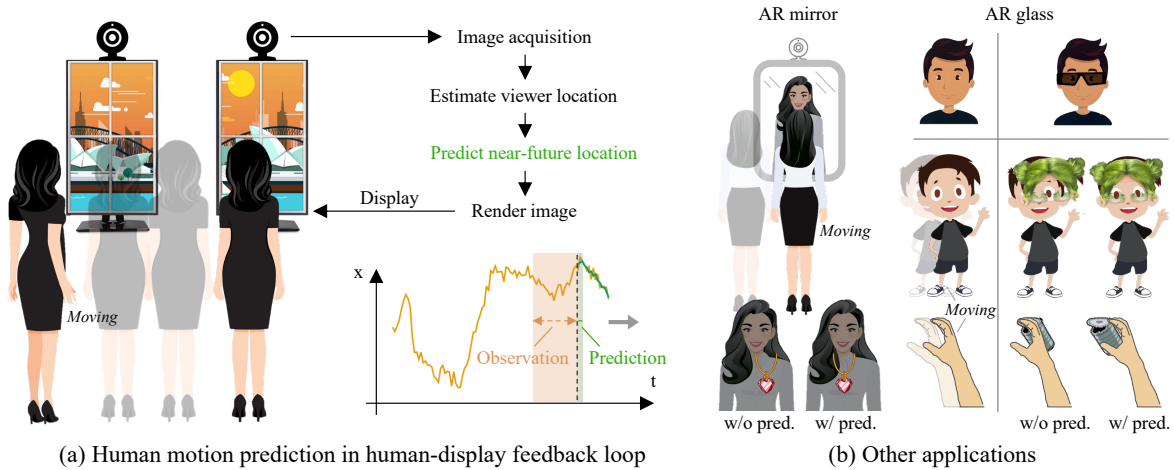 Image acquisition
Estimate viewer location
Predict near-future location
Display
Render image
Moving
x
Observation
Prediction
t
(a) Human motion prediction in human-display feedback loop
AR mirror
AR glass
Moving
Moving
w/o pred.
w/ pred.
w/o pred.
w/ pred.
(b) Other applications